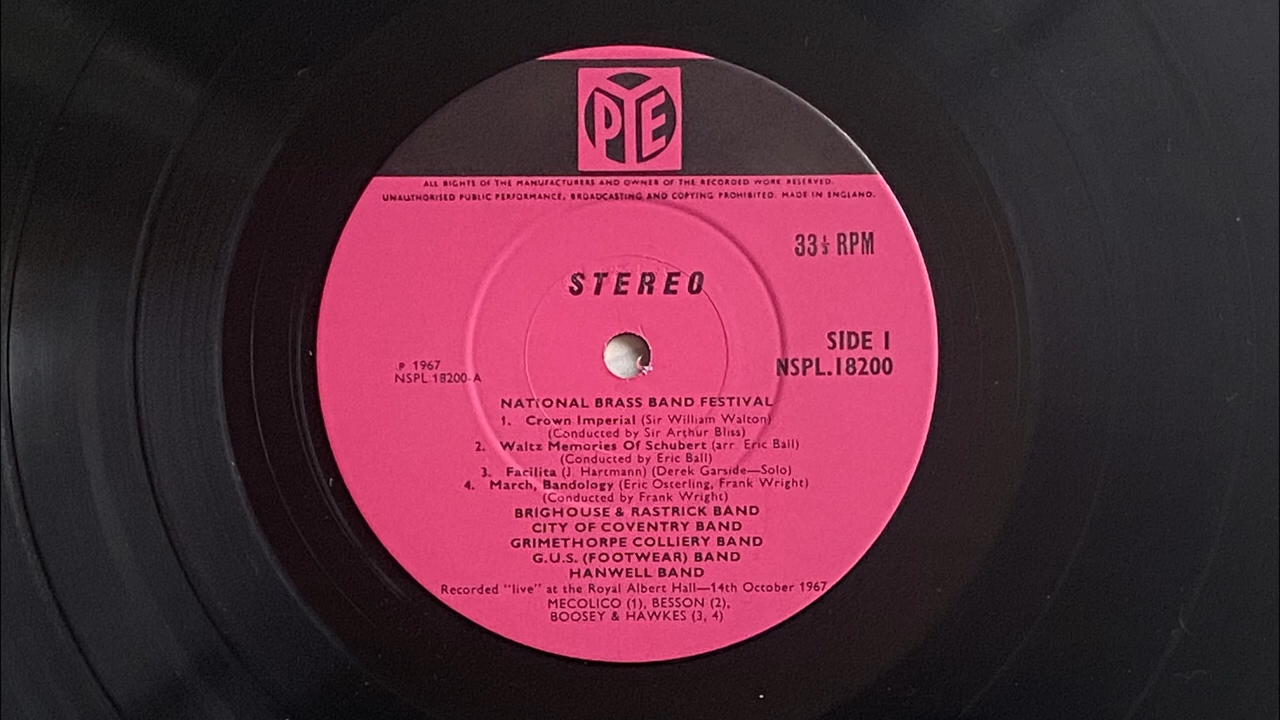 PYE
ALL RIGHTS OF THE MANUFACTURERS AND OWNER OF THE RECORDED WORK RESERVED.
UNAUTHORISED PUBLIC PERFORMANCE, BROADCASTING AND COPYING PROHIBITED. MADE IN ENGLAND.
33⅓ RPM
STEREO
SIDE 1
NSPL.18200
℗ 1967
NSPL.18200-A
NATIONAL BRASS BAND FESTIVAL
1. Crown Imperial (Sir William Walton)
(Conducted by Sir Arthur Bliss)
2. Waltz Memories Of Schubert (arr. Eric Ball)
(Conducted by Eric Ball)
3. Facilita (J. Hartmann) (Derek Garside—Solo)
4. March, Bandology (Eric Osterling, Frank Wright)
(Conducted by Frank Wright)
BRIGHOUSE & RASTRICK BAND
CITY OF COVENTRY BAND
GRIMETHORPE COLLIERY BAND
G.U.S. (FOOTWEAR) BAND
HANWELL BAND
Recorded "live" at the Royal Albert Hall—14th October 1967
MECOLICO (1), BESSON (2),
BOOSEY & HAWKES (3, 4)